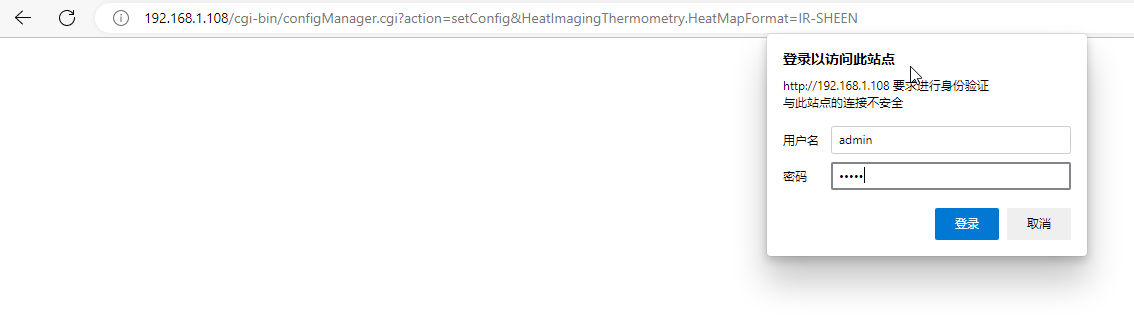 192.168.1.108/cgi-bin/configManager.cgi?action=setConfig&HeatImagingThermometry.HeatMapFormat=IR-SHEEN
登录以访问此站点
http://192.168.1.108 要求进行身份验证
与此站点的连接不安全
用户名 admin
密码 •••••
登录 取消